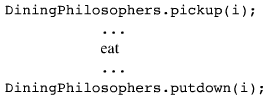 DiningPhilosophers.pickup(i);
...
eat
...
DiningPhilosophers.putdown(i);